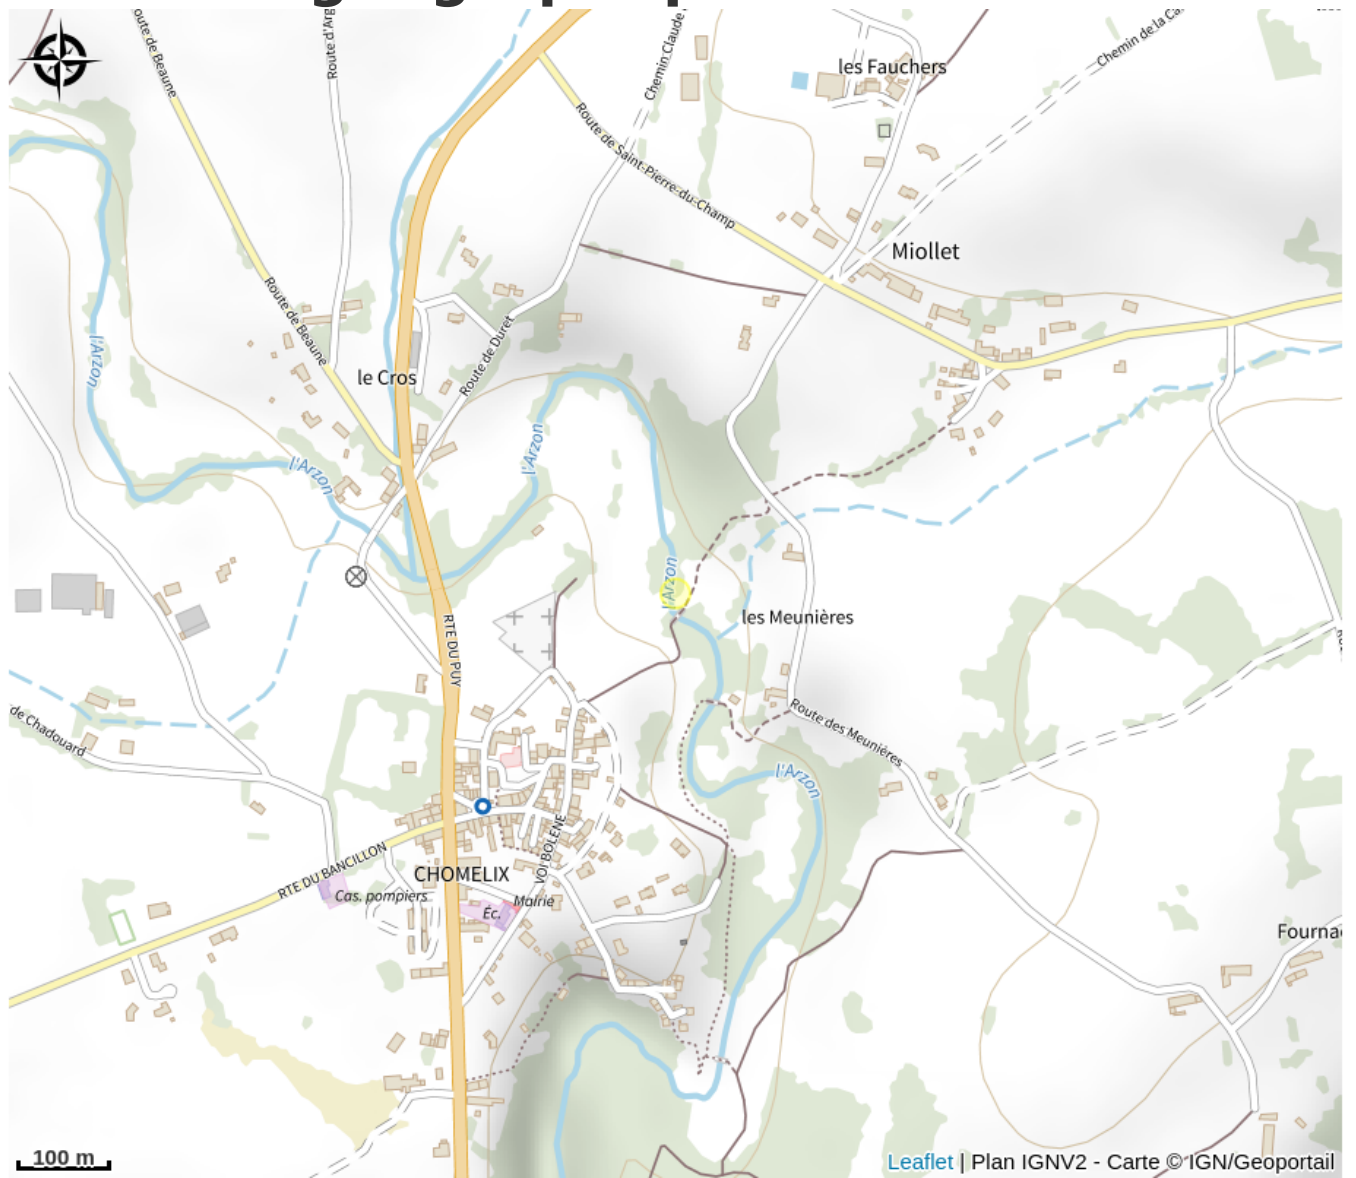 Route de Beaune
Route d'Arg
Chemin Claude
les Fauchers
Chemin de la Ca
Route de Saint-Pierre-du-Champ
Miollet
l'Arzon
Route de Beaune
Route de Duret
le Cros
l'Arzon
l'Arzon
l'Arzon
les Meunières
RTE DU PUY
de Chadouard
Route des Meunières
l'Arzon
VOI BOLENE
RTE DU BANCILLON
CHOMELIX
Cas. pompiers
Éc.
Mairie
Fourna
100 m
Leaflet | Plan IGNV2 - Carte © IGN/Geoportail